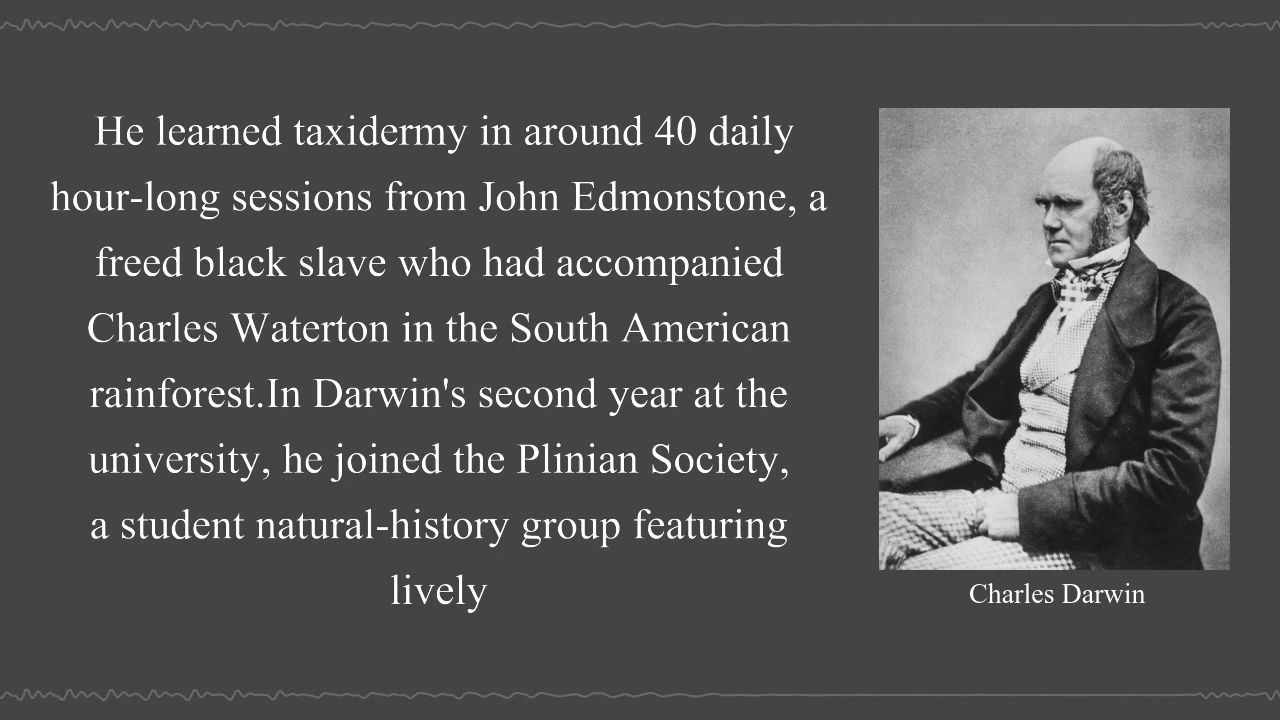 He learned taxidermy in around 40 daily
hour-long sessions from John Edmonstone, a
freed black slave who had accompanied
Charles Waterton in the South American
rainforest.In Darwin's second year at the
university, he joined the Plinian Society,
a student natural-history group featuring
lively
Charles Darwin